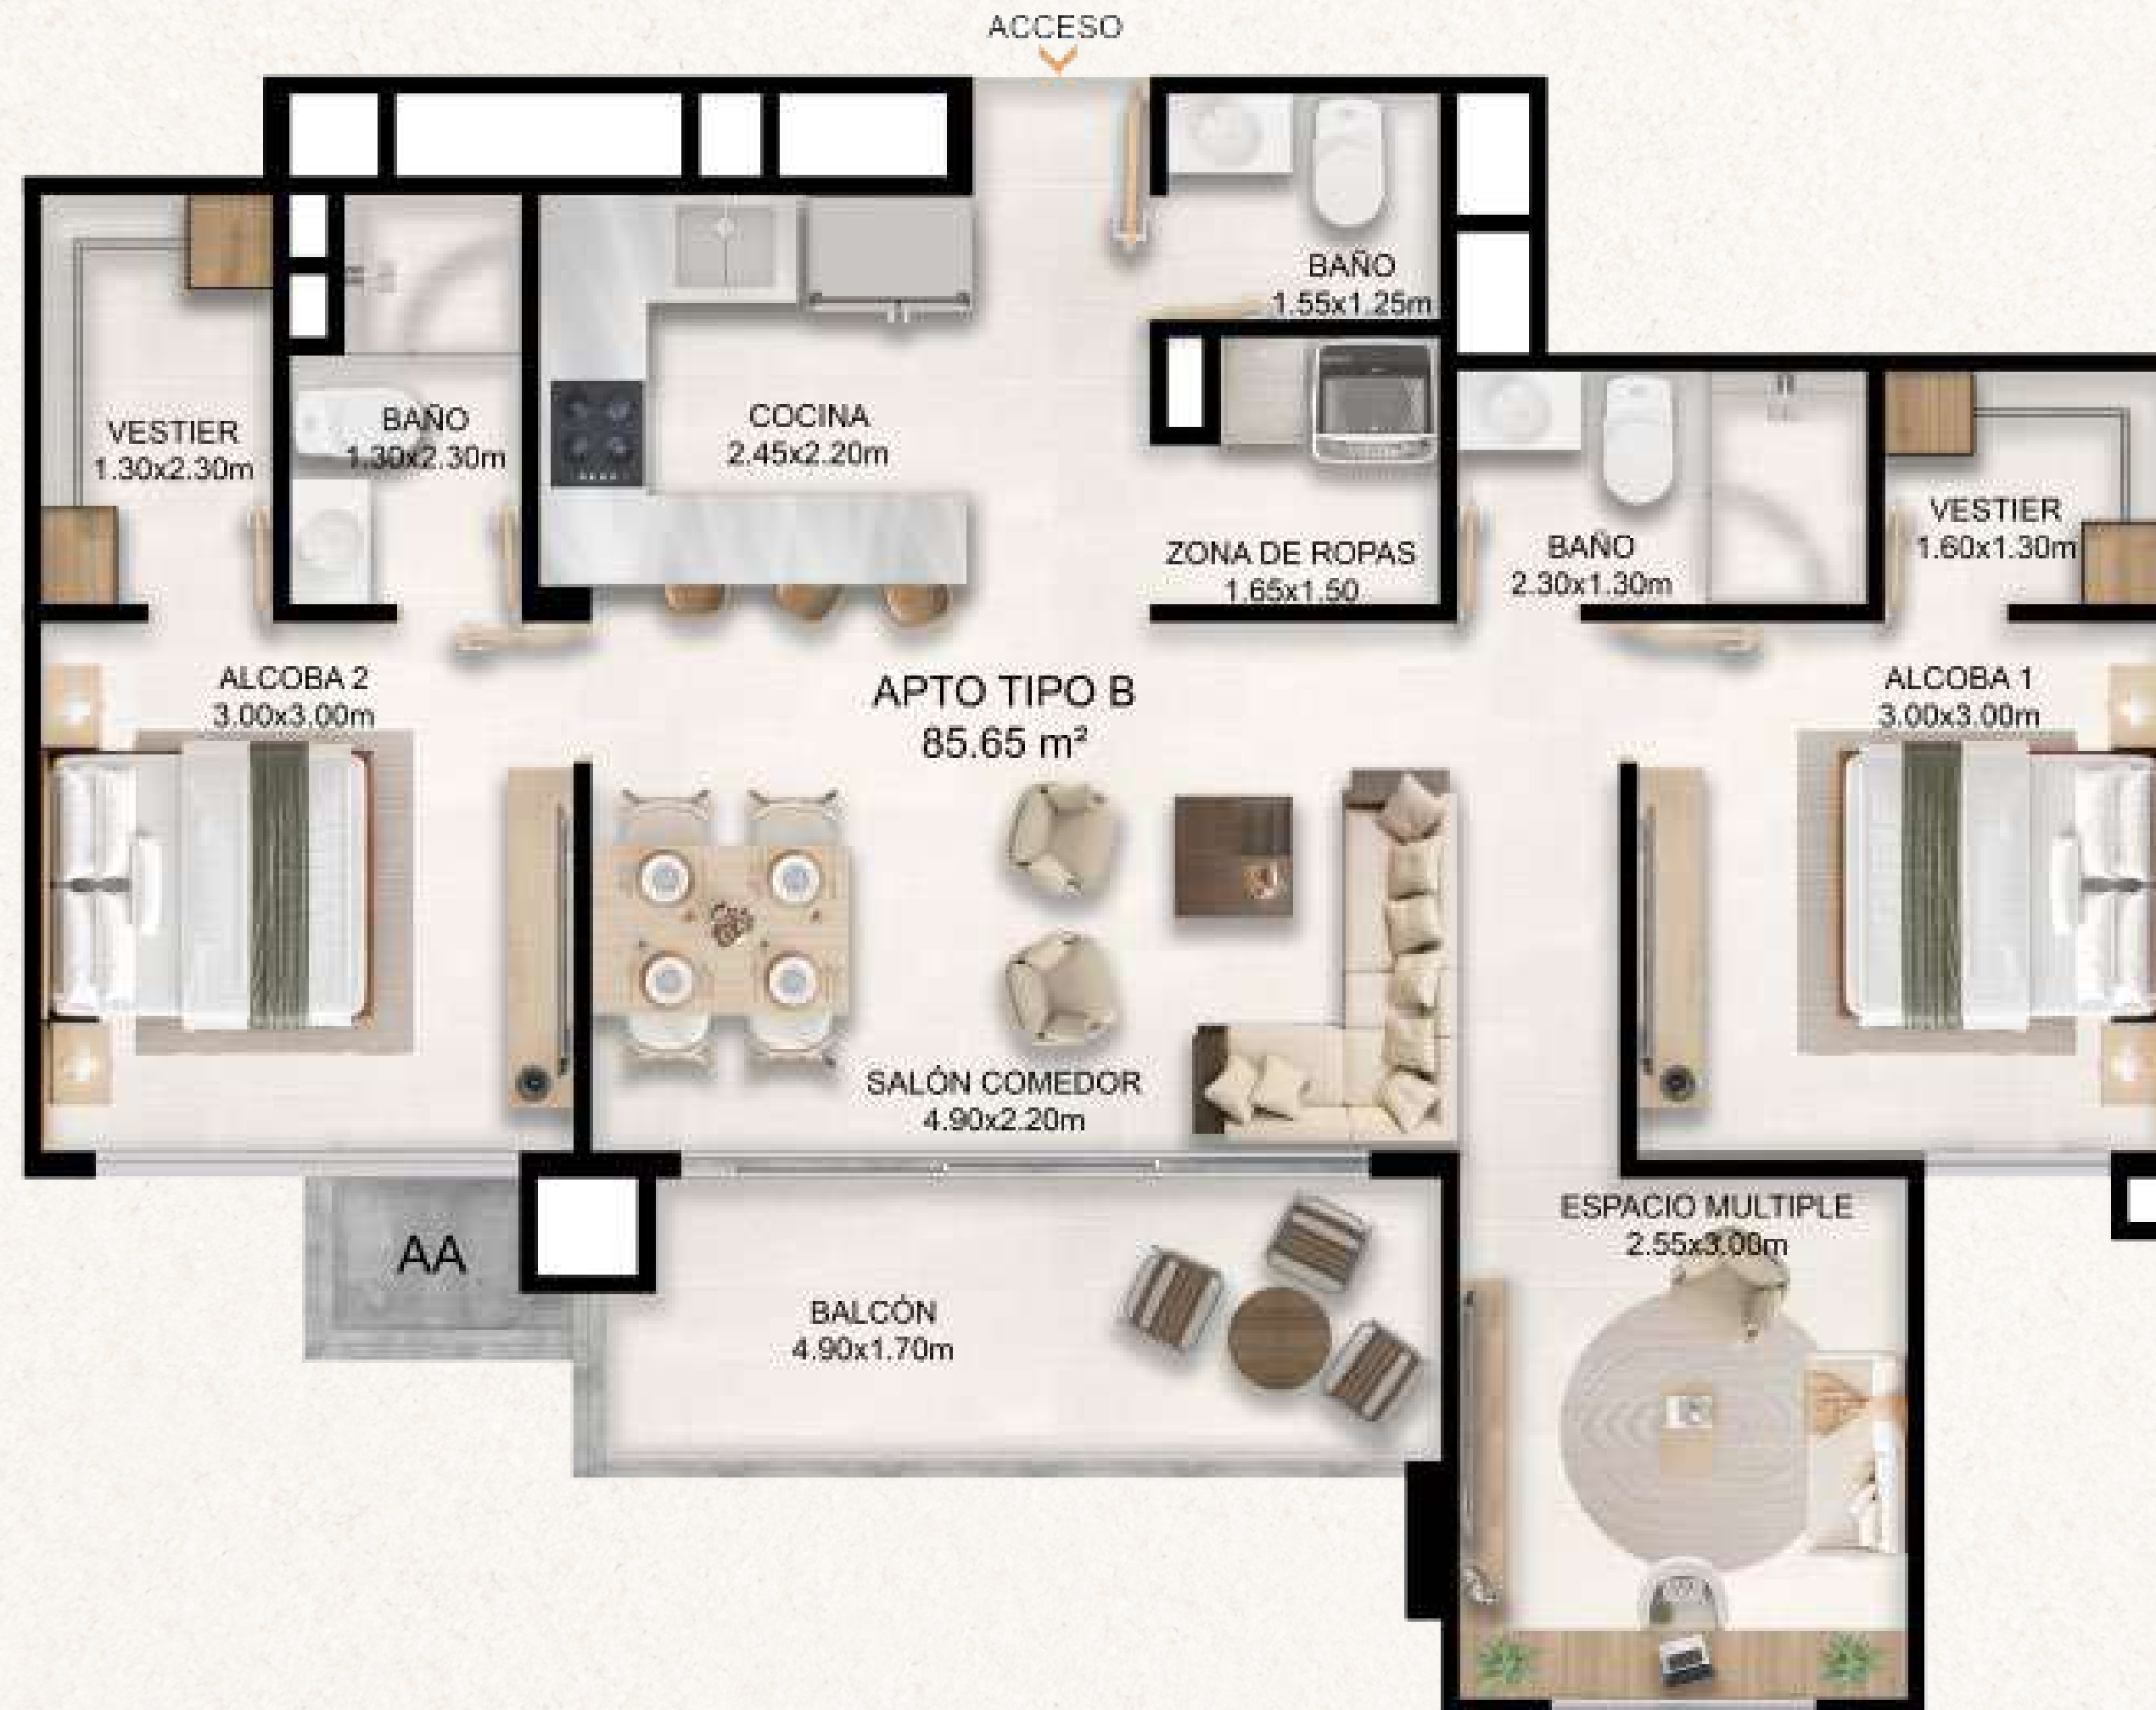 ACCESO
BAÑO
1.55x1.25m
VESTIER
1.30x2.30m
BAÑO
1.30x2.30m
COCINA
2.45x2.20m
ZONA DE ROPAS
1.65x1.50
BAÑO
2.30x1.30m
VESTIER
1.60x1.30m
ALCOBA 2
3.00x3.00m
APTO TIPO B
85.65 m²
ALCOBA 1
3.00x3.00m
SALÓN COMEDOR
4.90x2.20m
ESPACIO MULTIPLE
2.55x3.00m
AA
BALCÓN
4.90x1.70m